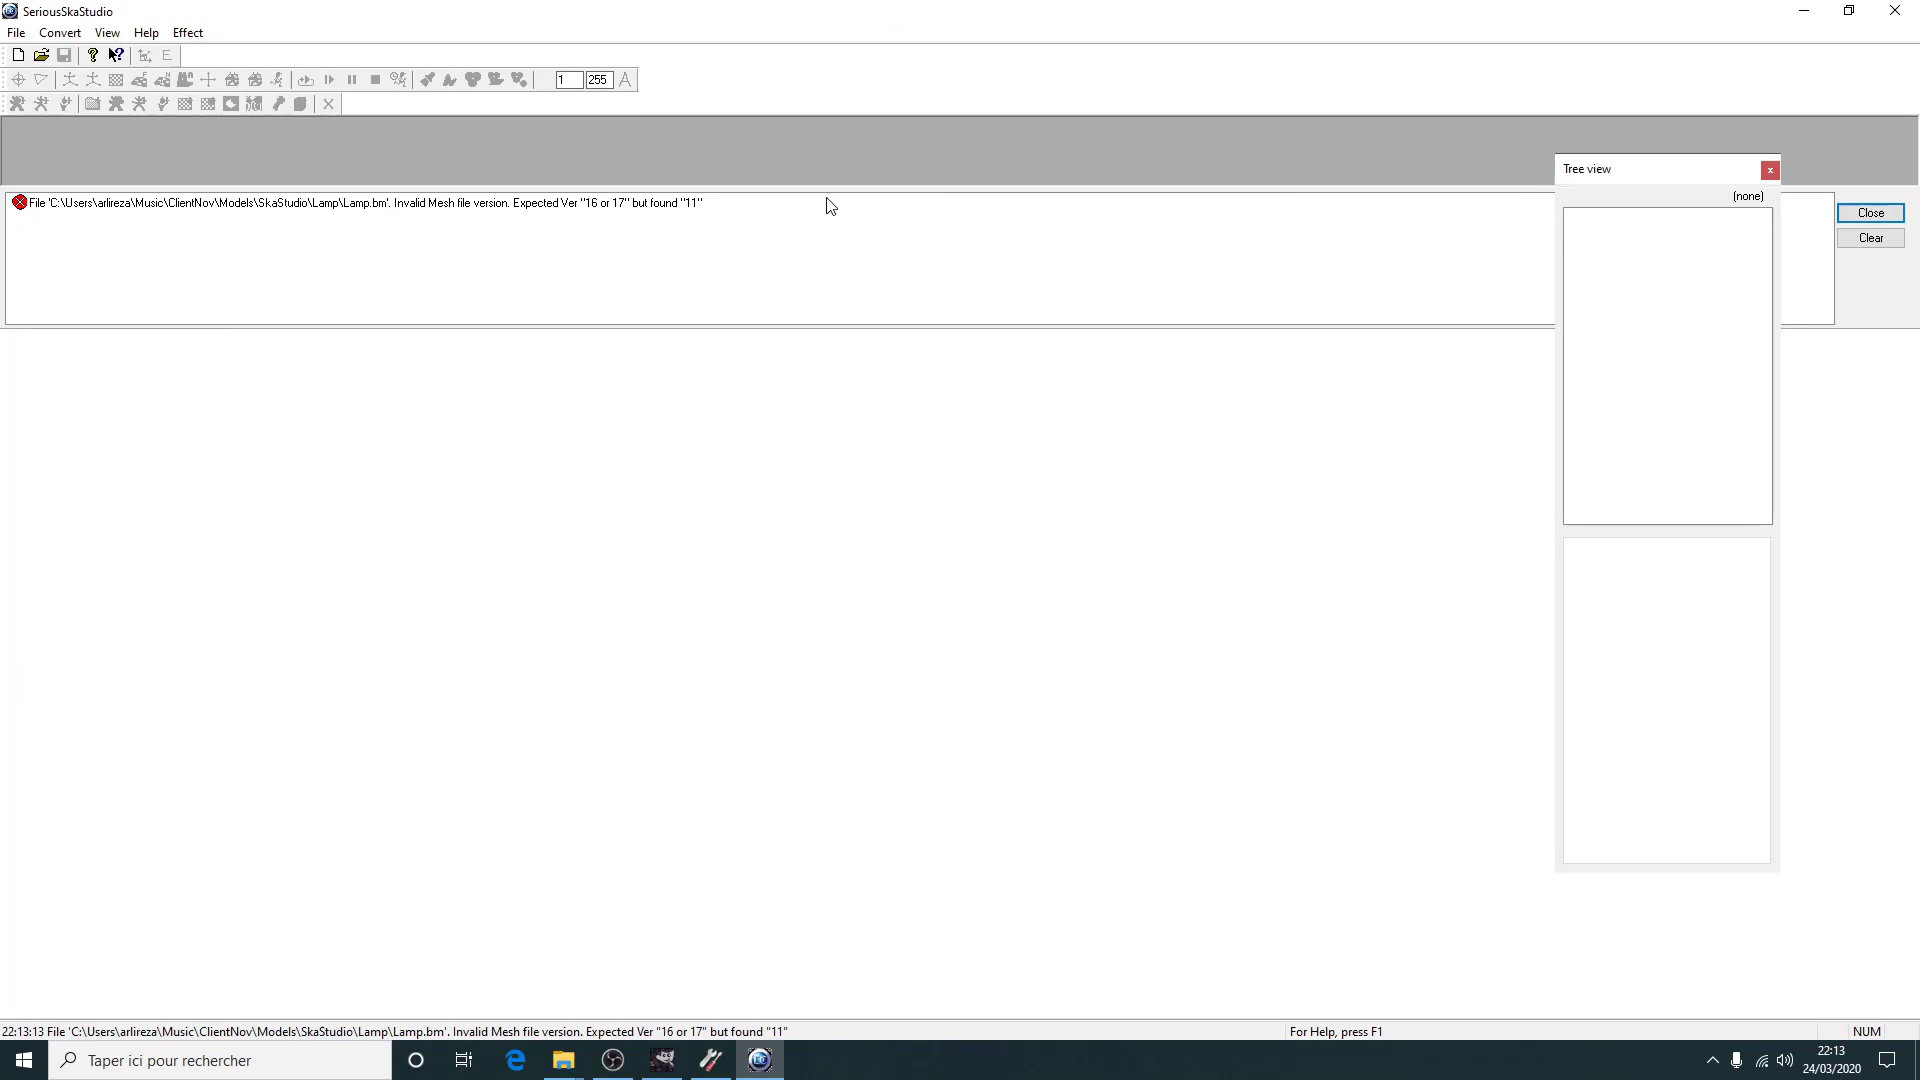 SeriousSkaStudio
File Convert View Help Effect
1 255
Tree view
(none)
File 'C:\Users\arlireza\Music\ClientNov\Models\SkaStudio\Lamp\Lamp.bm'. Invalid Mesh file version. Expected Ver "16 or 17" but found "11"
Close
Clear
22:13:13 File 'C:\Users\arlireza\Music\ClientNov\Models\SkaStudio\Lamp\Lamp.bm'. Invalid Mesh file version. Expected Ver "16 or 17" but found "11"
For Help, press F1
NUM
Taper ici pour rechercher
22:13
24/03/2020